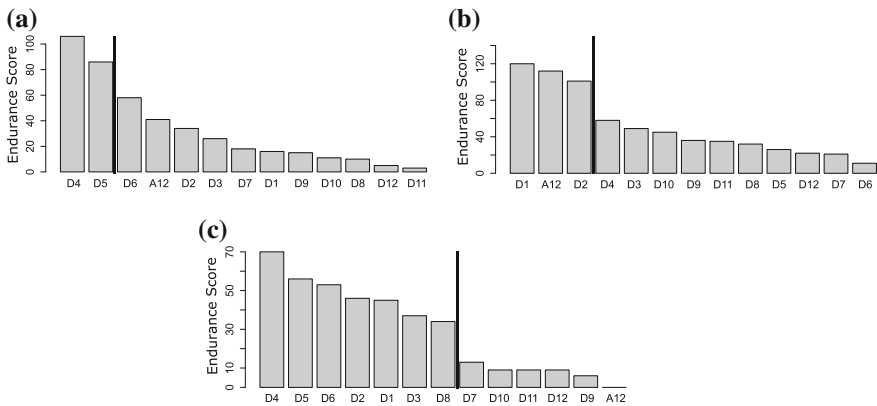 (a)
Endurance Score
0 20 40 60 80 100
D4 D5 D6 A12 D2 D3 D7 D1 D9 D10 D8 D12 D11
(b)
Endurance Score
0 40 80 120
D1 A12 D2 D4 D3 D10 D9 D11 D8 D5 D12 D7 D6
(c)
Endurance Score
0 10 30 50 70
D4 D5 D6 D2 D1 D3 D8 D7 D10 D11 D12 D9 A12